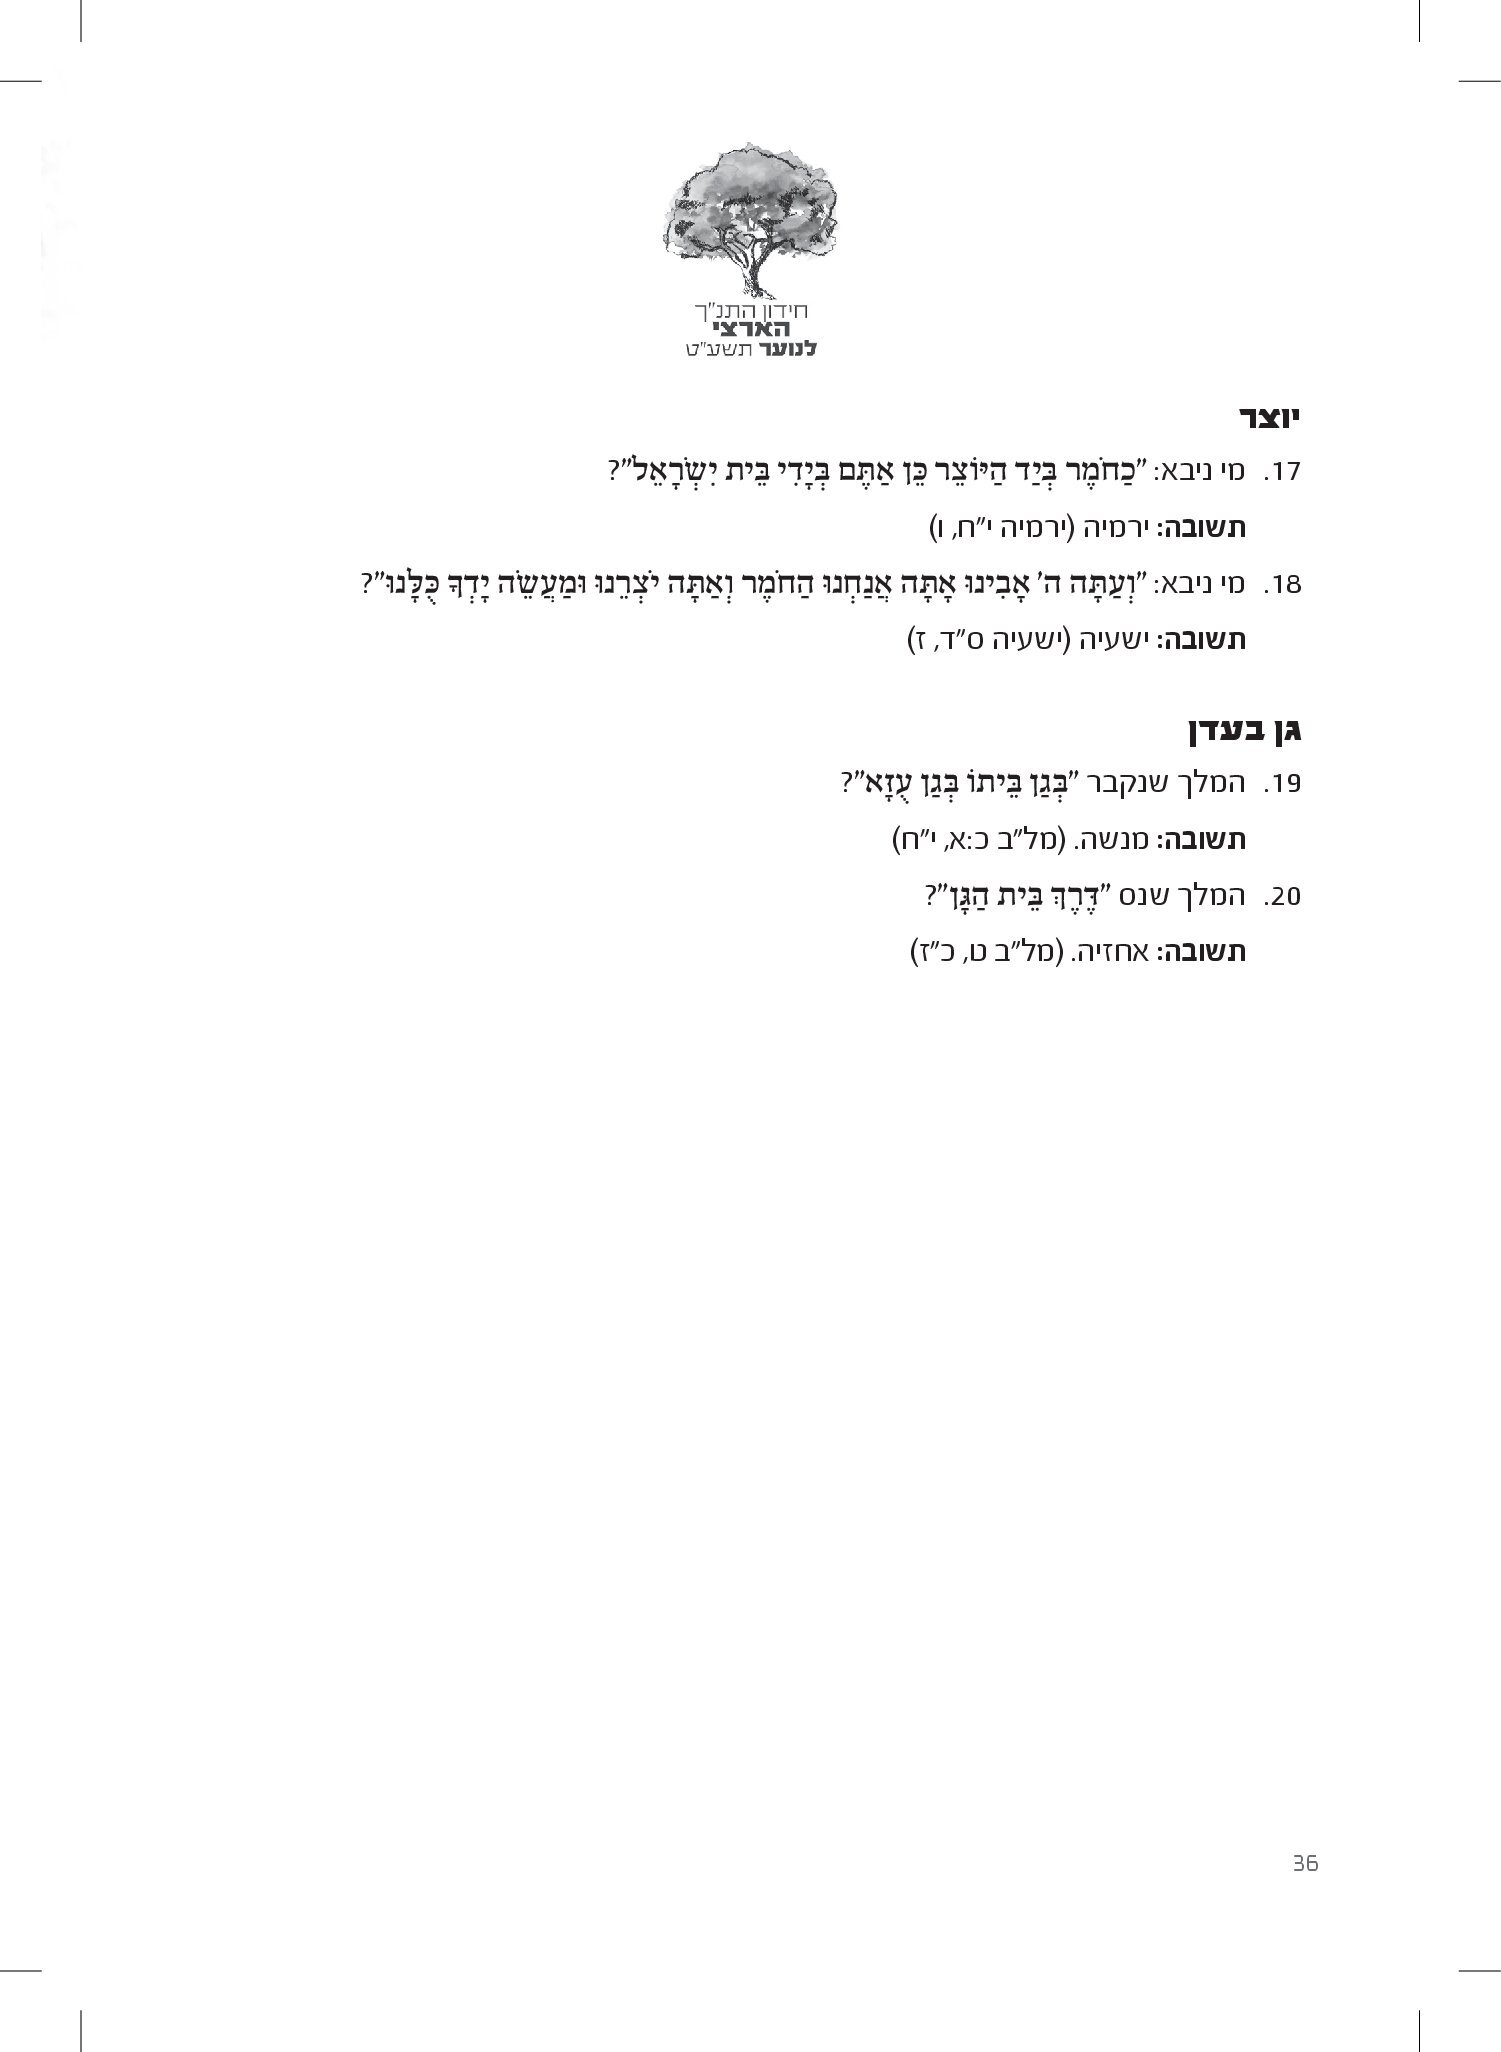 חידון התנ"ך
הארצי
לנוער תשע"ט
יוצר
17. מי ניבא: "כַּחֹמֶר בְּיַד הַיּוֹצֵר כֵּן אַתֶּם בְּיָדִי בֵּית יִשְׂרָאֵל"?
תשובה: ירמיה (ירמיה י"ח, ו)
18. מי ניבא: "וְעַתָּה ה' אָבִינוּ אָתָּה אֲנַחְנוּ הַחֹמֶר וְאַתָּה יֹצְרֵנוּ וּמַעֲשֵׂה יָדְךָ כֻּלָּנוּ"?
תשובה: ישעיה (ישעיה ס"ד, ז)
גן בעדן
19. המלך שנקבר "בְּגַן בֵּיתוֹ בְּגַן עֻזָּא"?
תשובה: מנשה. (מל"ב כ:א, י"ח)
20. המלך שנס "דֶּרֶךְ בֵּית הַגָּן"?
תשובה: אחזיה. (מל"ב ט, כ"ז)
36